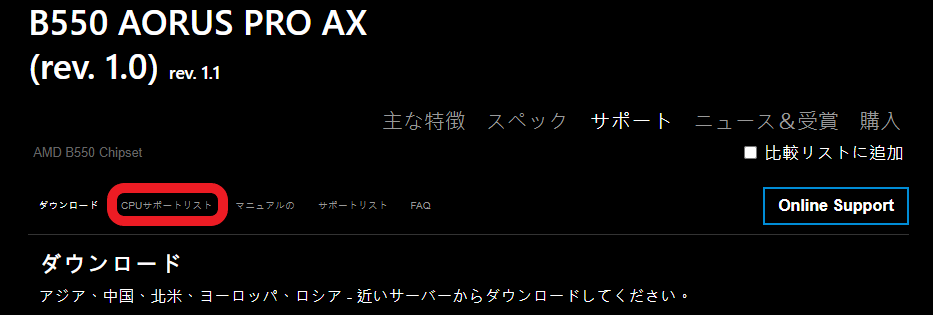 B550 AORUS PRO AX
(rev. 1.0) rev. 1.1
主な特徴 スペック サポート ニュース＆受賞 購入
AMD B550 Chipset
比較リストに追加
ダウンロード CPUサポートリスト マニュアルの サポートリスト FAQ
Online Support
ダウンロード
アジア、中国、北米、ヨーロッパ、ロシア - 近いサーバーからダウンロードしてください。